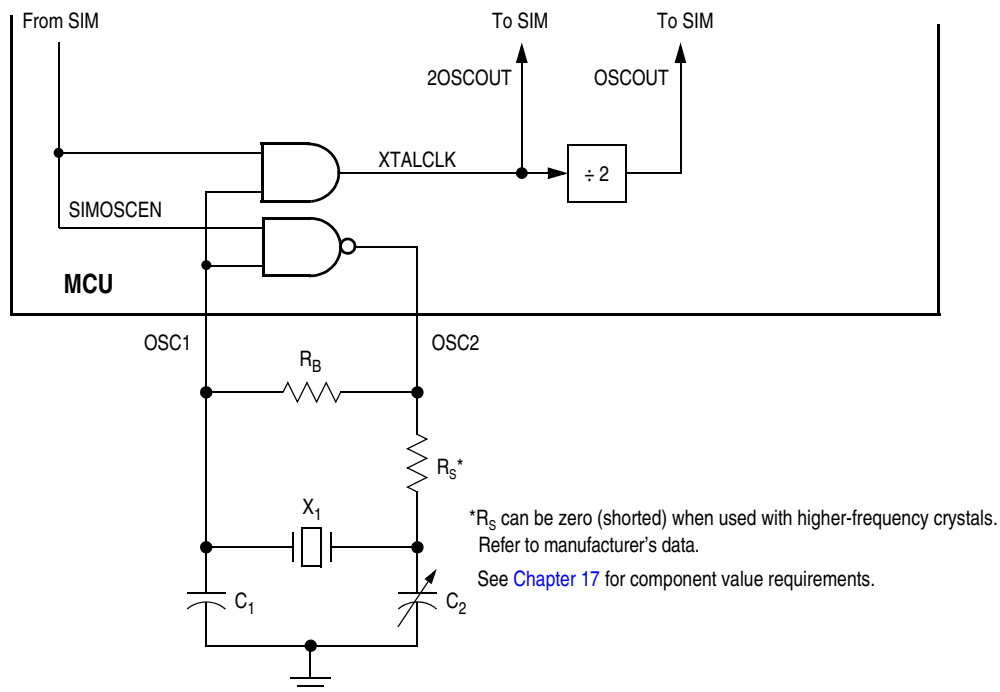 From SIM
To SIM
To SIM
2OSCOUT
OSCOUT
XTALCLK
÷ 2
SIMOSCEN
MCU
OSC1
OSC2
RB
RS*
X1
*RS can be zero (shorted) when used with higher-frequency crystals.
Refer to manufacturer's data.
See Chapter 17 for component value requirements.
C1
C2